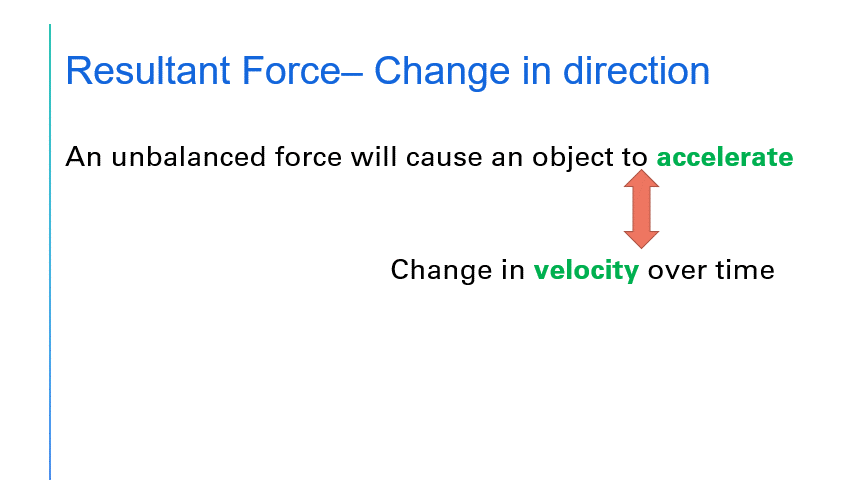 Resultant Force– Change in direction
An unbalanced force will cause an object to accelerate
Change in velocity over time